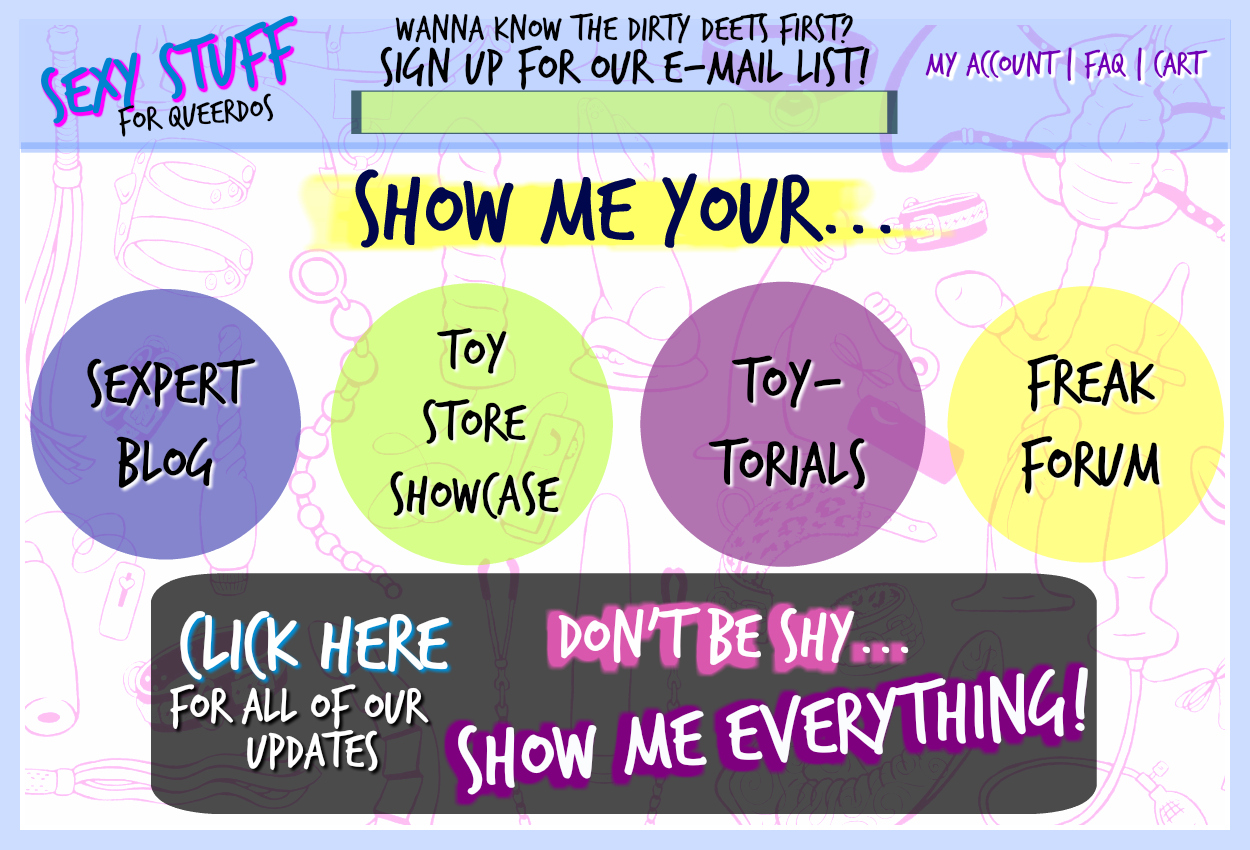 SEXY STUFF
FOR QUEERDOS
WANNA KNOW THE DIRTY DEETS FIRST?
SIGN UP FOR OUR E-MAIL LIST!
MY ACCOUNT | FAQ | CART
SHOW ME YOUR...
SEXPERT
BLOG
TOY
STORE
SHOWCASE
TOY-
TORIALS
FREAK
FORUM
CLICK HERE
FOR ALL OF OUR
UPDATES
DON'T BE SHY...
SHOW ME EVERYTHING!